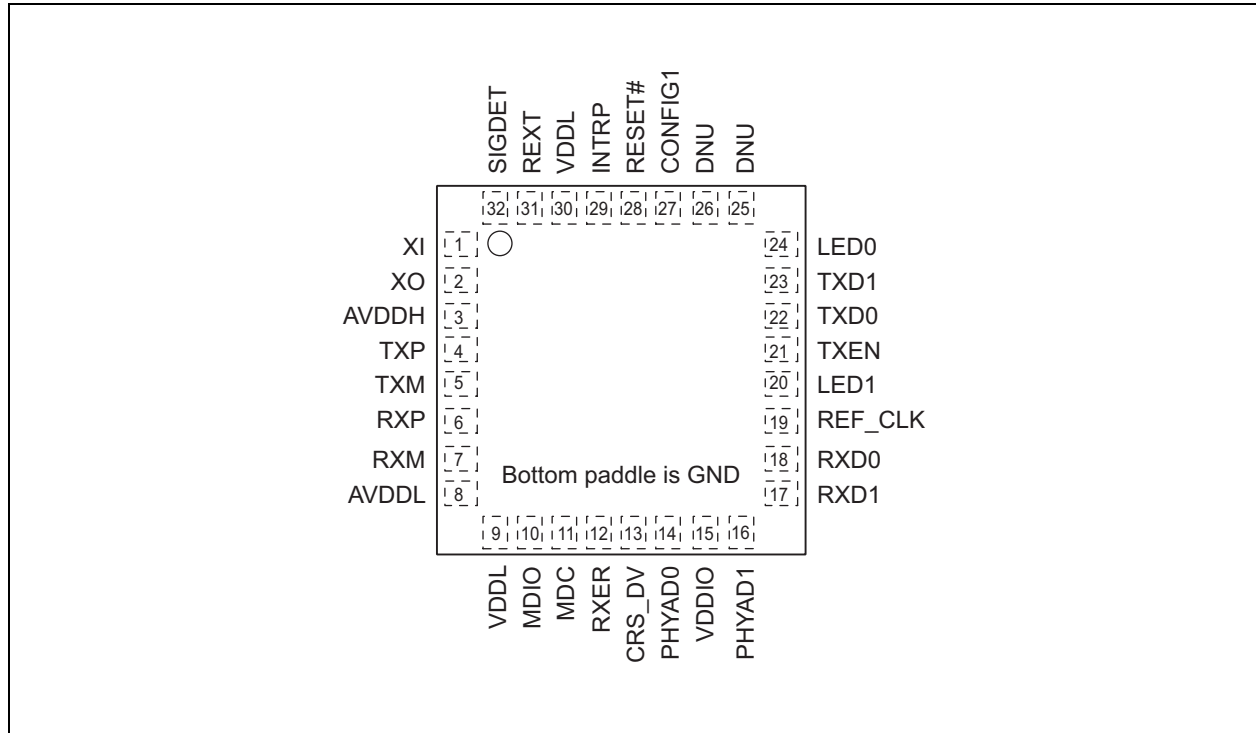 SIGDET
REXT
VDDL
INTRP
RESET#
CONFIG1
DNU
DNU
32 31 30 29 28 27 26 25
XI 1 24 LED0
XO 2 23 TXD1
AVDDH 3 22 TXD0
TXP 4 21 TXEN
TXM 5 20 LED1
RXP 6 19 REF_CLK
RXM 7 18 RXD0
Bottom paddle is GND
AVDDL 8 17 RXD1
9 10 11 12 13 14 15 16
VDDL
MDIO
MDC
RXER
CRS_DV
PHYAD0
VDDIO
PHYAD1